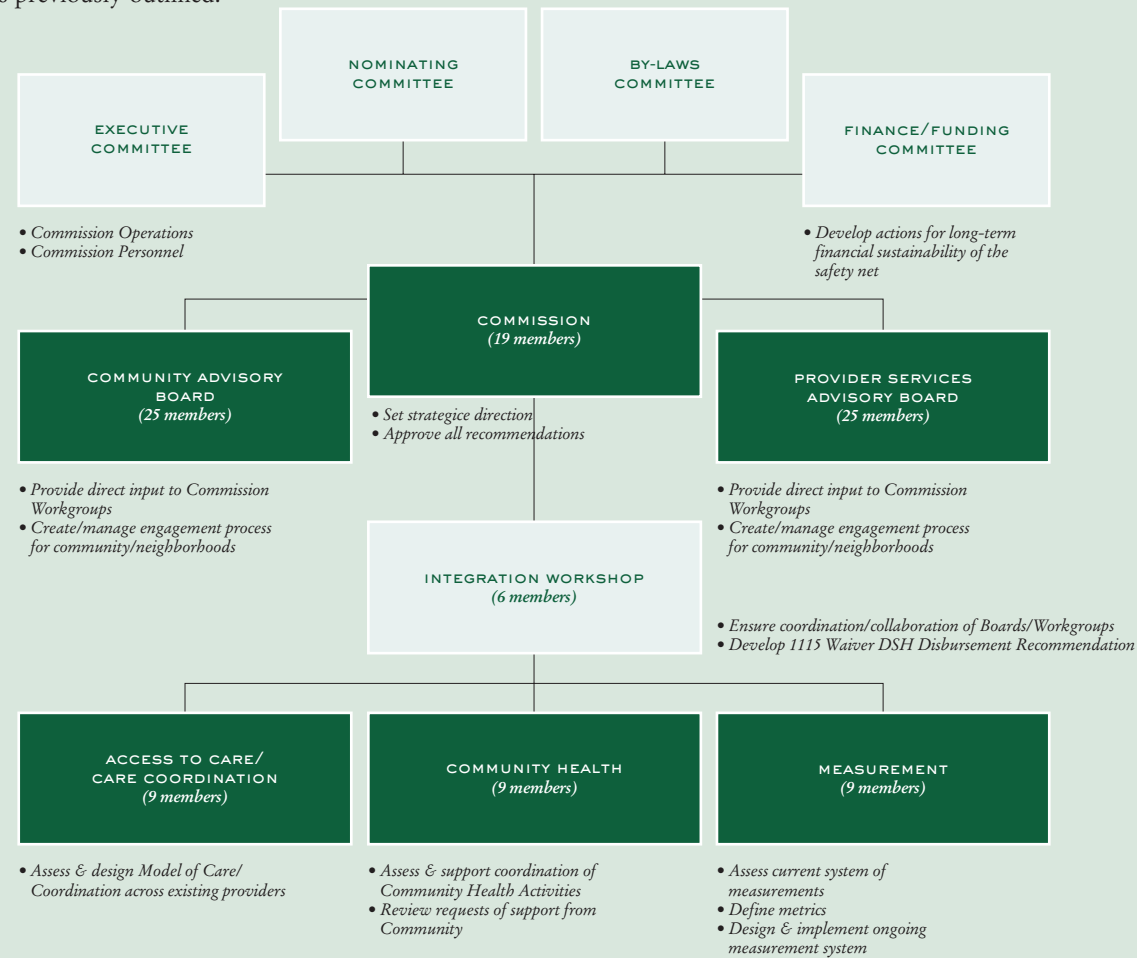 s previously outlined.
NOMINATING
COMMITTEE
BY-LAWS
COMMITTEE
EXECUTIVE
COMMITTEE
FINANCE/FUNDING
COMMITTEE
• Commission Operations
• Commission Personnel
• Develop actions for long-term
financial sustainability of the
safety net
COMMISSION
(19 members)
• Set strategice direction
• Approve all recommendations
COMMUNITY ADVISORY
BOARD
(25 members)
PROVIDER SERVICES
ADVISORY BOARD
(25 members)
• Provide direct input to Commission
Workgroups
• Create/manage engagement process
for community/neighborhoods
• Provide direct input to Commission
Workgroups
• Create/manage engagement process
for community/neighborhoods
INTEGRATION WORKSHOP
(6 members)
• Ensure coordination/collaboration of Boards/Workgroups
• Develop 1115 Waiver DSH Disbursement Recommendation
ACCESS TO CARE/
CARE COORDINATION
(9 members)
COMMUNITY HEALTH
(9 members)
MEASUREMENT
(9 members)
• Assess & design Model of Care/
Coordination across existing providers
• Assess & support coordination of
Community Health Activities
• Review requests of support from
Community
• Assess current system of
measurements
• Define metrics
• Design & implement ongoing
measurement system